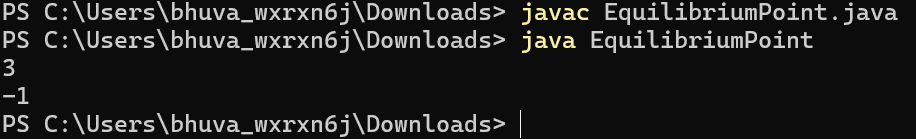 PS C:\Users\bhuva_wxrxn6j\Downloads> javac EquilibriumPoint.java
PS C:\Users\bhuva_wxrxn6j\Downloads> java EquilibriumPoint
3
-1
PS C:\Users\bhuva_wxrxn6j\Downloads>